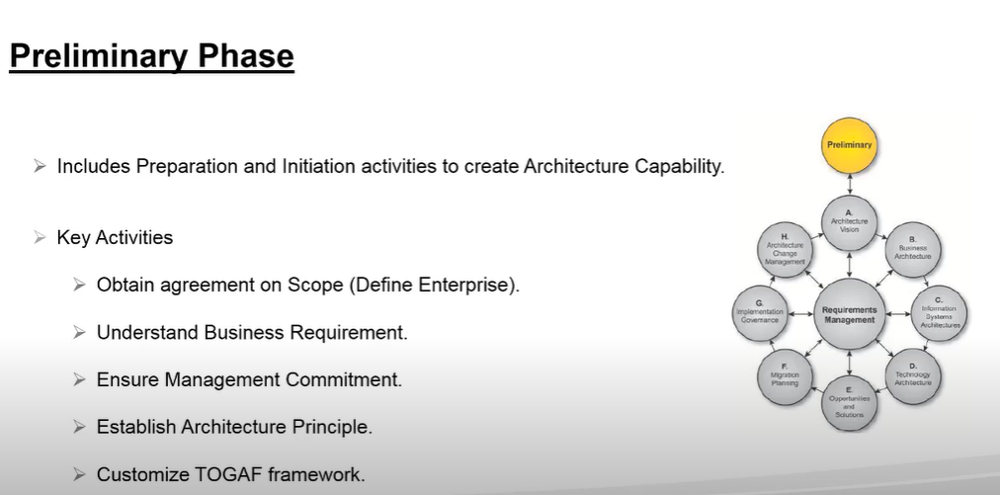 Preliminary Phase
Includes Preparation and Initiation activities to create Architecture Capability.
Key Activities
Obtain agreement on Scope (Define Enterprise).
Understand Business Requirement.
Ensure Management Commitment.
Establish Architecture Principle.
Customize TOGAF framework.
Preliminary
A.
Architecture
Vision
B.
Business
Architecture
C.
Information
Systems
Architectures
D.
Technology
Architecture
E.
Opportunities
and
Solutions
F.
Migration
Planning
G.
Implementation
Governance
H.
Architecture
Change
Management
Requirements
Management